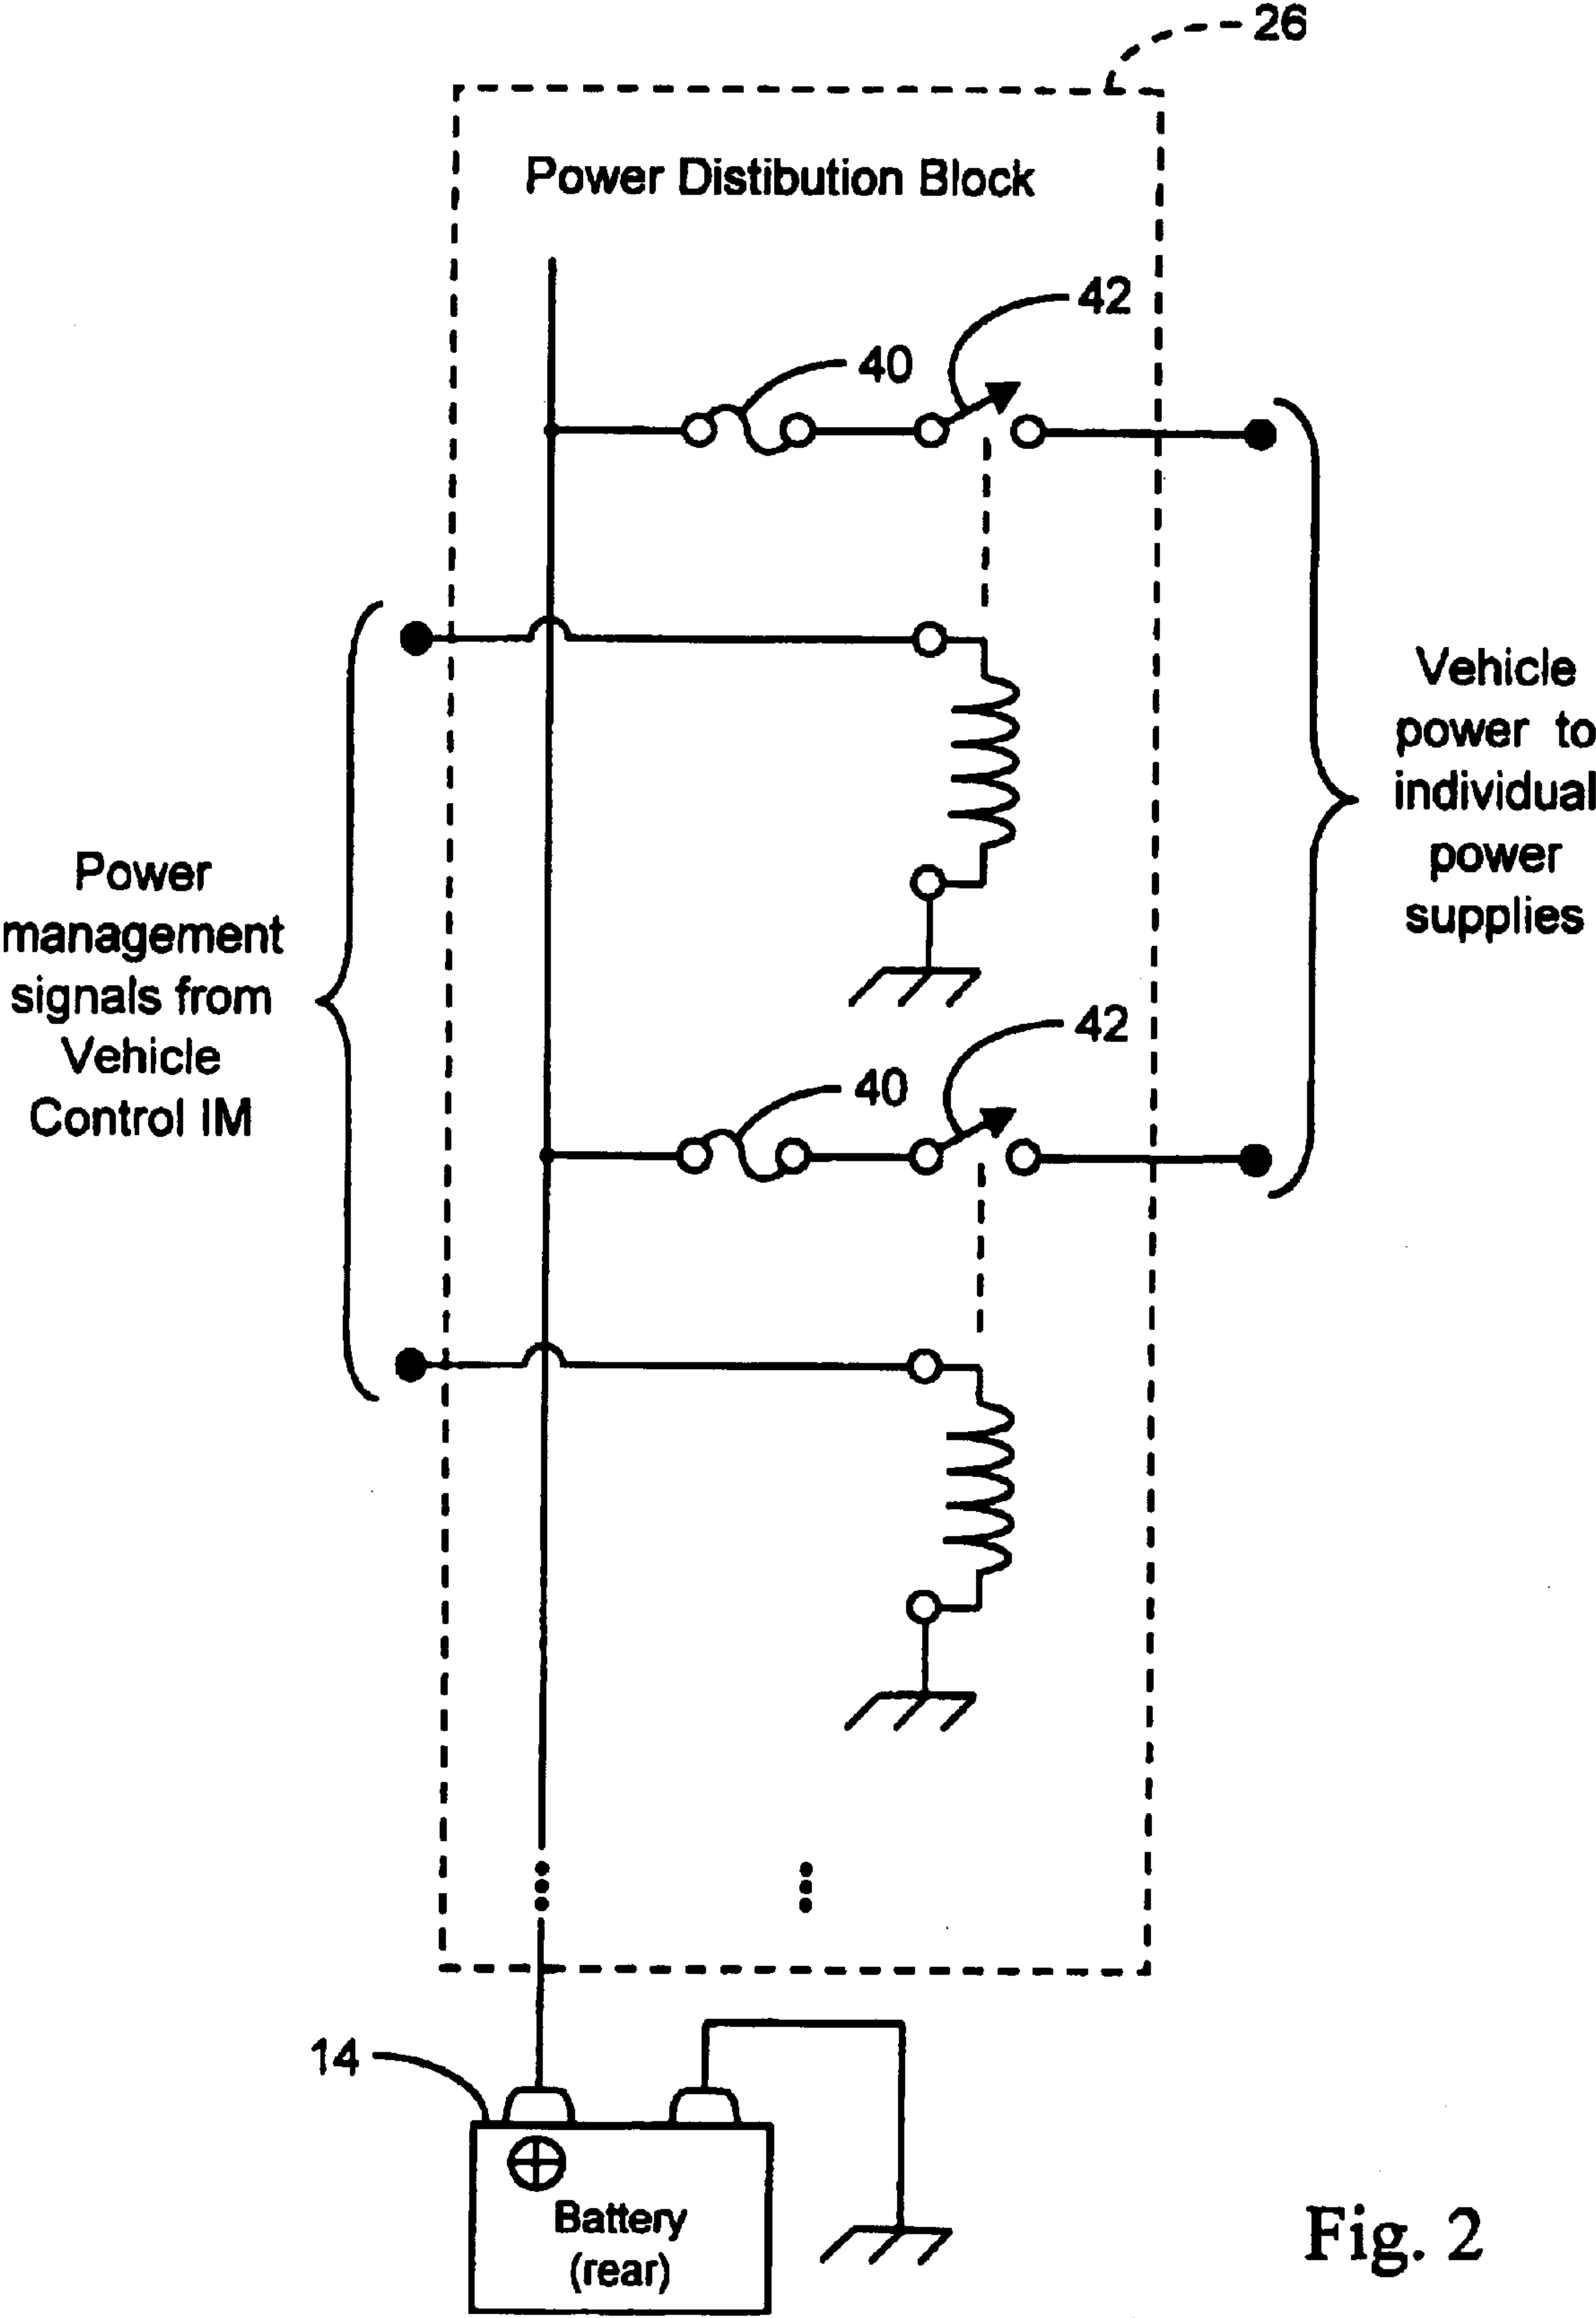 26
Power Distibution Block
42
40
Vehicle
power to
individual
power
supplies
Power
management
signals from
Vehicle
Control IM
42
40
14
Battery
(rear)
Fig. 2